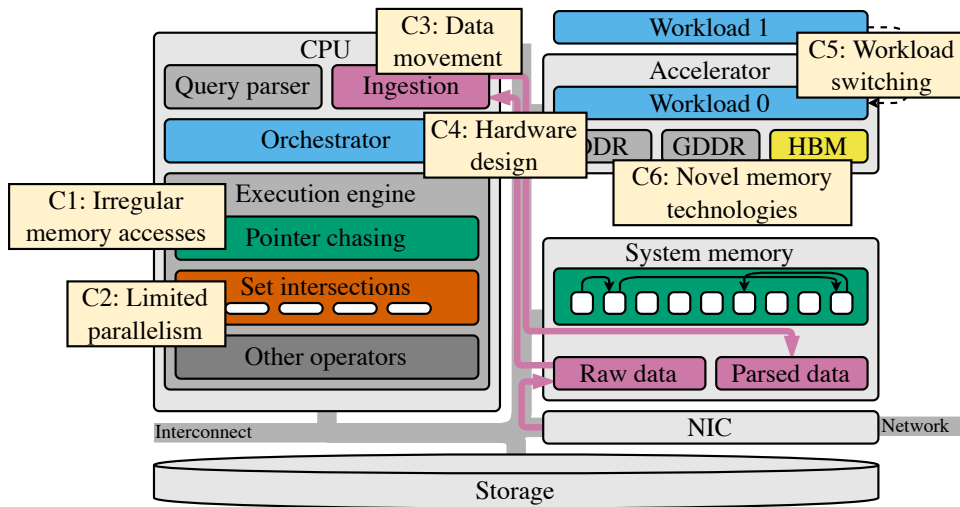 C3: Data
movement
Workload 1
C5: Workload
switching
CPU
Accelerator
Query parser
Ingestion
Workload 0
C4: Hardware
design
Orchestrator
DDR
GDDR
HBM
C6: Novel memory
technologies
Execution engine
C1: Irregular
memory accesses
Pointer chasing
System memory
C2: Limited
parallelism
Set intersections
Other operators
Raw data
Parsed data
Interconnect
NIC
Network
Storage